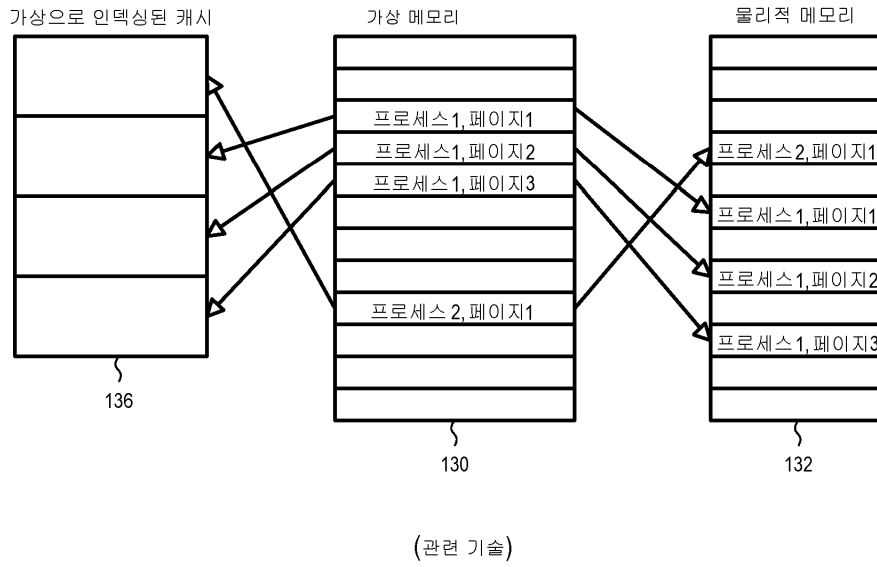 가상으로 인덱싱된 캐시
가상 메모리
물리적 메모리
프로세스1,페이지1
프로세스1,페이지2
프로세스1,페이지3
프로세스 2,페이지1
프로세스2,페이지1
프로세스1,페이지1
프로세스1,페이지2
프로세스1,페이지3
136
130
132
(관련 기술)